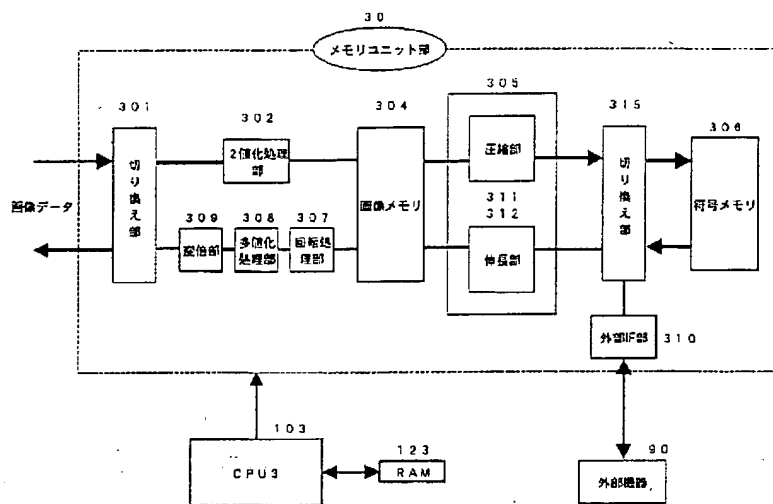 30
メモリユニット部
301
302
304
305
315
306
切り換え部
2値化処理部
画像メモリ
圧縮部
切り換え部
符号メモリ
画像データ
309
308
307
311
312
変倍部
多値化
処理部
回転処
理部
伸長部
外部IF部
310
103
CPU3
123
RAM
90
外部機器